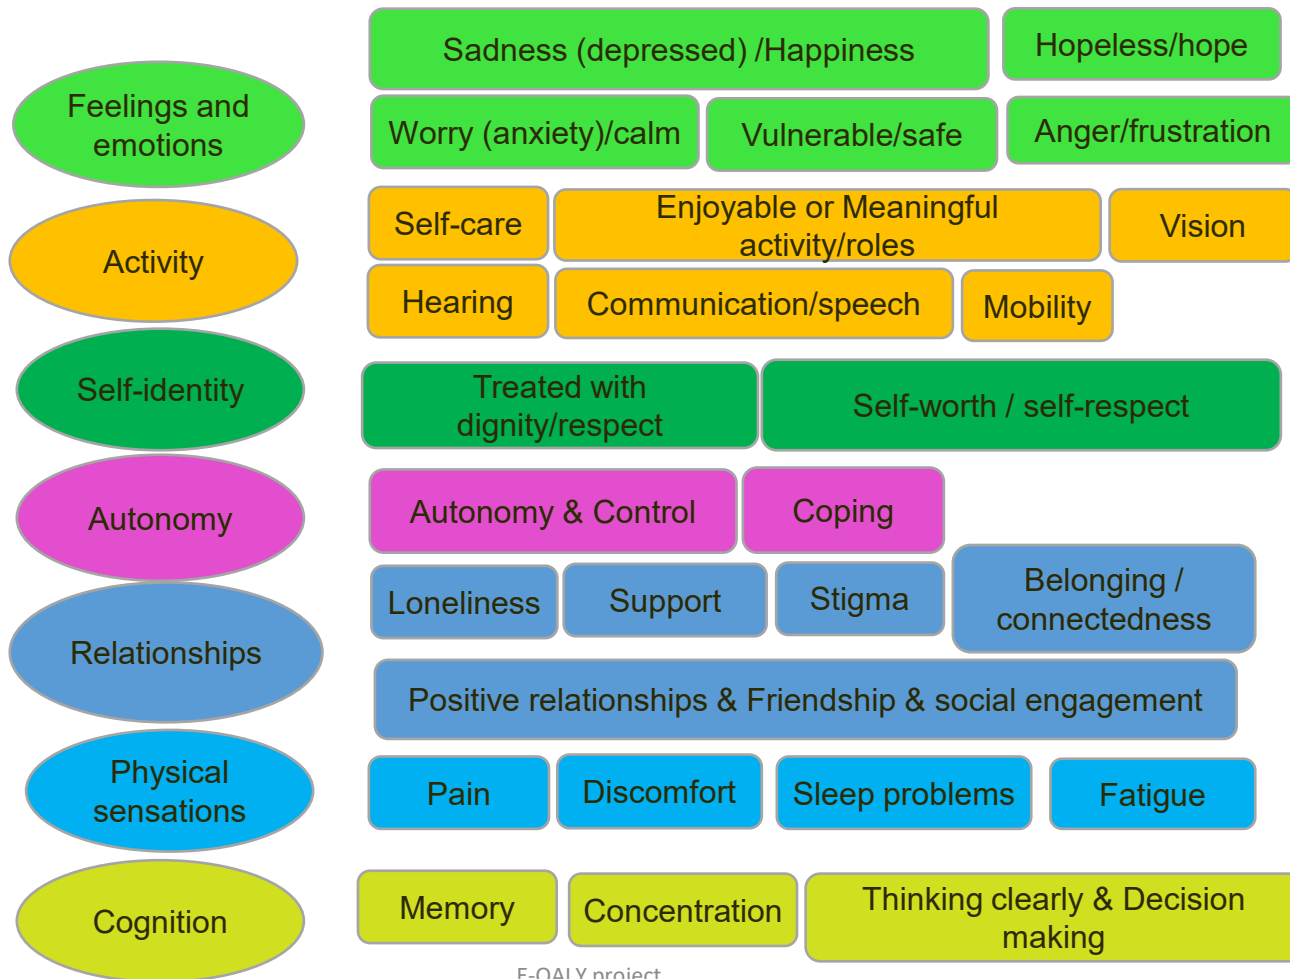 Sadness (depressed) /Happiness
Hopeless/hope
Feelings and
emotions
Worry (anxiety)/calm
Vulnerable/safe
Anger/frustration
Activity
Self-care
Enjoyable or Meaningful
activity/roles
Vision
Hearing
Communication/speech
Mobility
Self-identity
Treated with
dignity/respect
Self-worth / self-respect
Autonomy
Autonomy & Control
Coping
Relationships
Loneliness
Support
Stigma
Belonging /
connectedness
Positive relationships & Friendship & social engagement
Physical
sensations
Pain
Discomfort
Sleep problems
Fatigue
Cognition
Memory
Concentration
Thinking clearly & Decision
making
E-QALY project